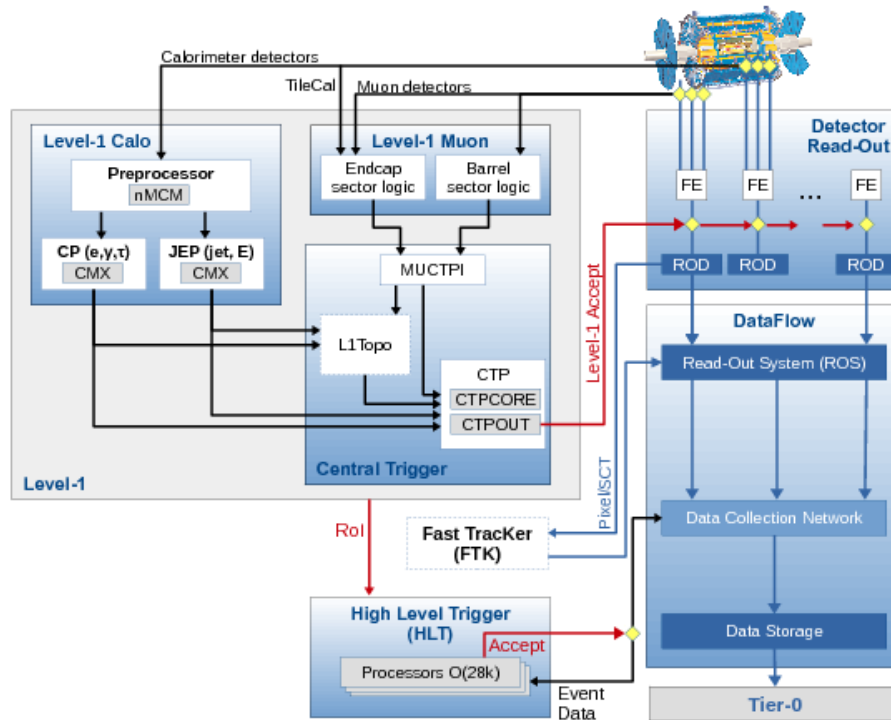 Calorimeter detectors
TileCal
Muon detectors
Level-1 Calo
Preprocessor
nMCM
CP (e,γ,τ)
CMX
JEP (jet, E)
CMX
Level-1 Muon
Endcap
sector logic
Barrel
sector logic
MUCTPI
L1Topo
CTP
CTPCORE
CTPOUT
Central Trigger
Level-1
Detector
Read-Out
FE
FE
...
FE
ROD
ROD
ROD
Level-1 Accept
DataFlow
Read-Out System (ROS)
Pixel/SCT
Data Collection Network
Data Storage
Tier-0
RoI
Fast TracKer
(FTK)
High Level Trigger
(HLT)
Accept
Processors O(28k)
Event
Data